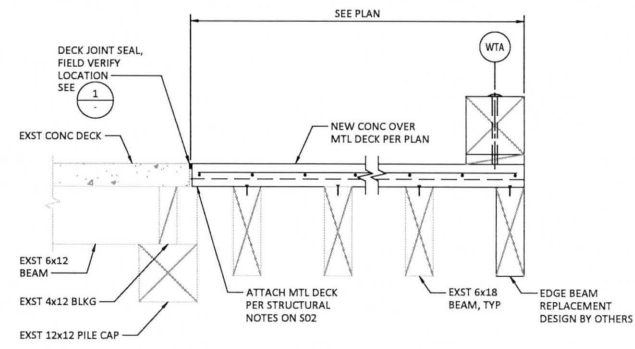 SEE PLAN
DECK JOINT SEAL,
FIELD VERIFY
LOCATION
SEE
1
-
WTA
EXST CONC DECK
NEW CONC OVER
MTL DECK PER PLAN
EXST 6x12
BEAM
EXST 4x12 BLKG
EXST 12x12 PILE CAP
ATTACH MTL DECK
PER STRUCTURAL
NOTES ON S02
EXST 6x18
BEAM, TYP
EDGE BEAM
REPLACEMENT
DESIGN BY OTHERS